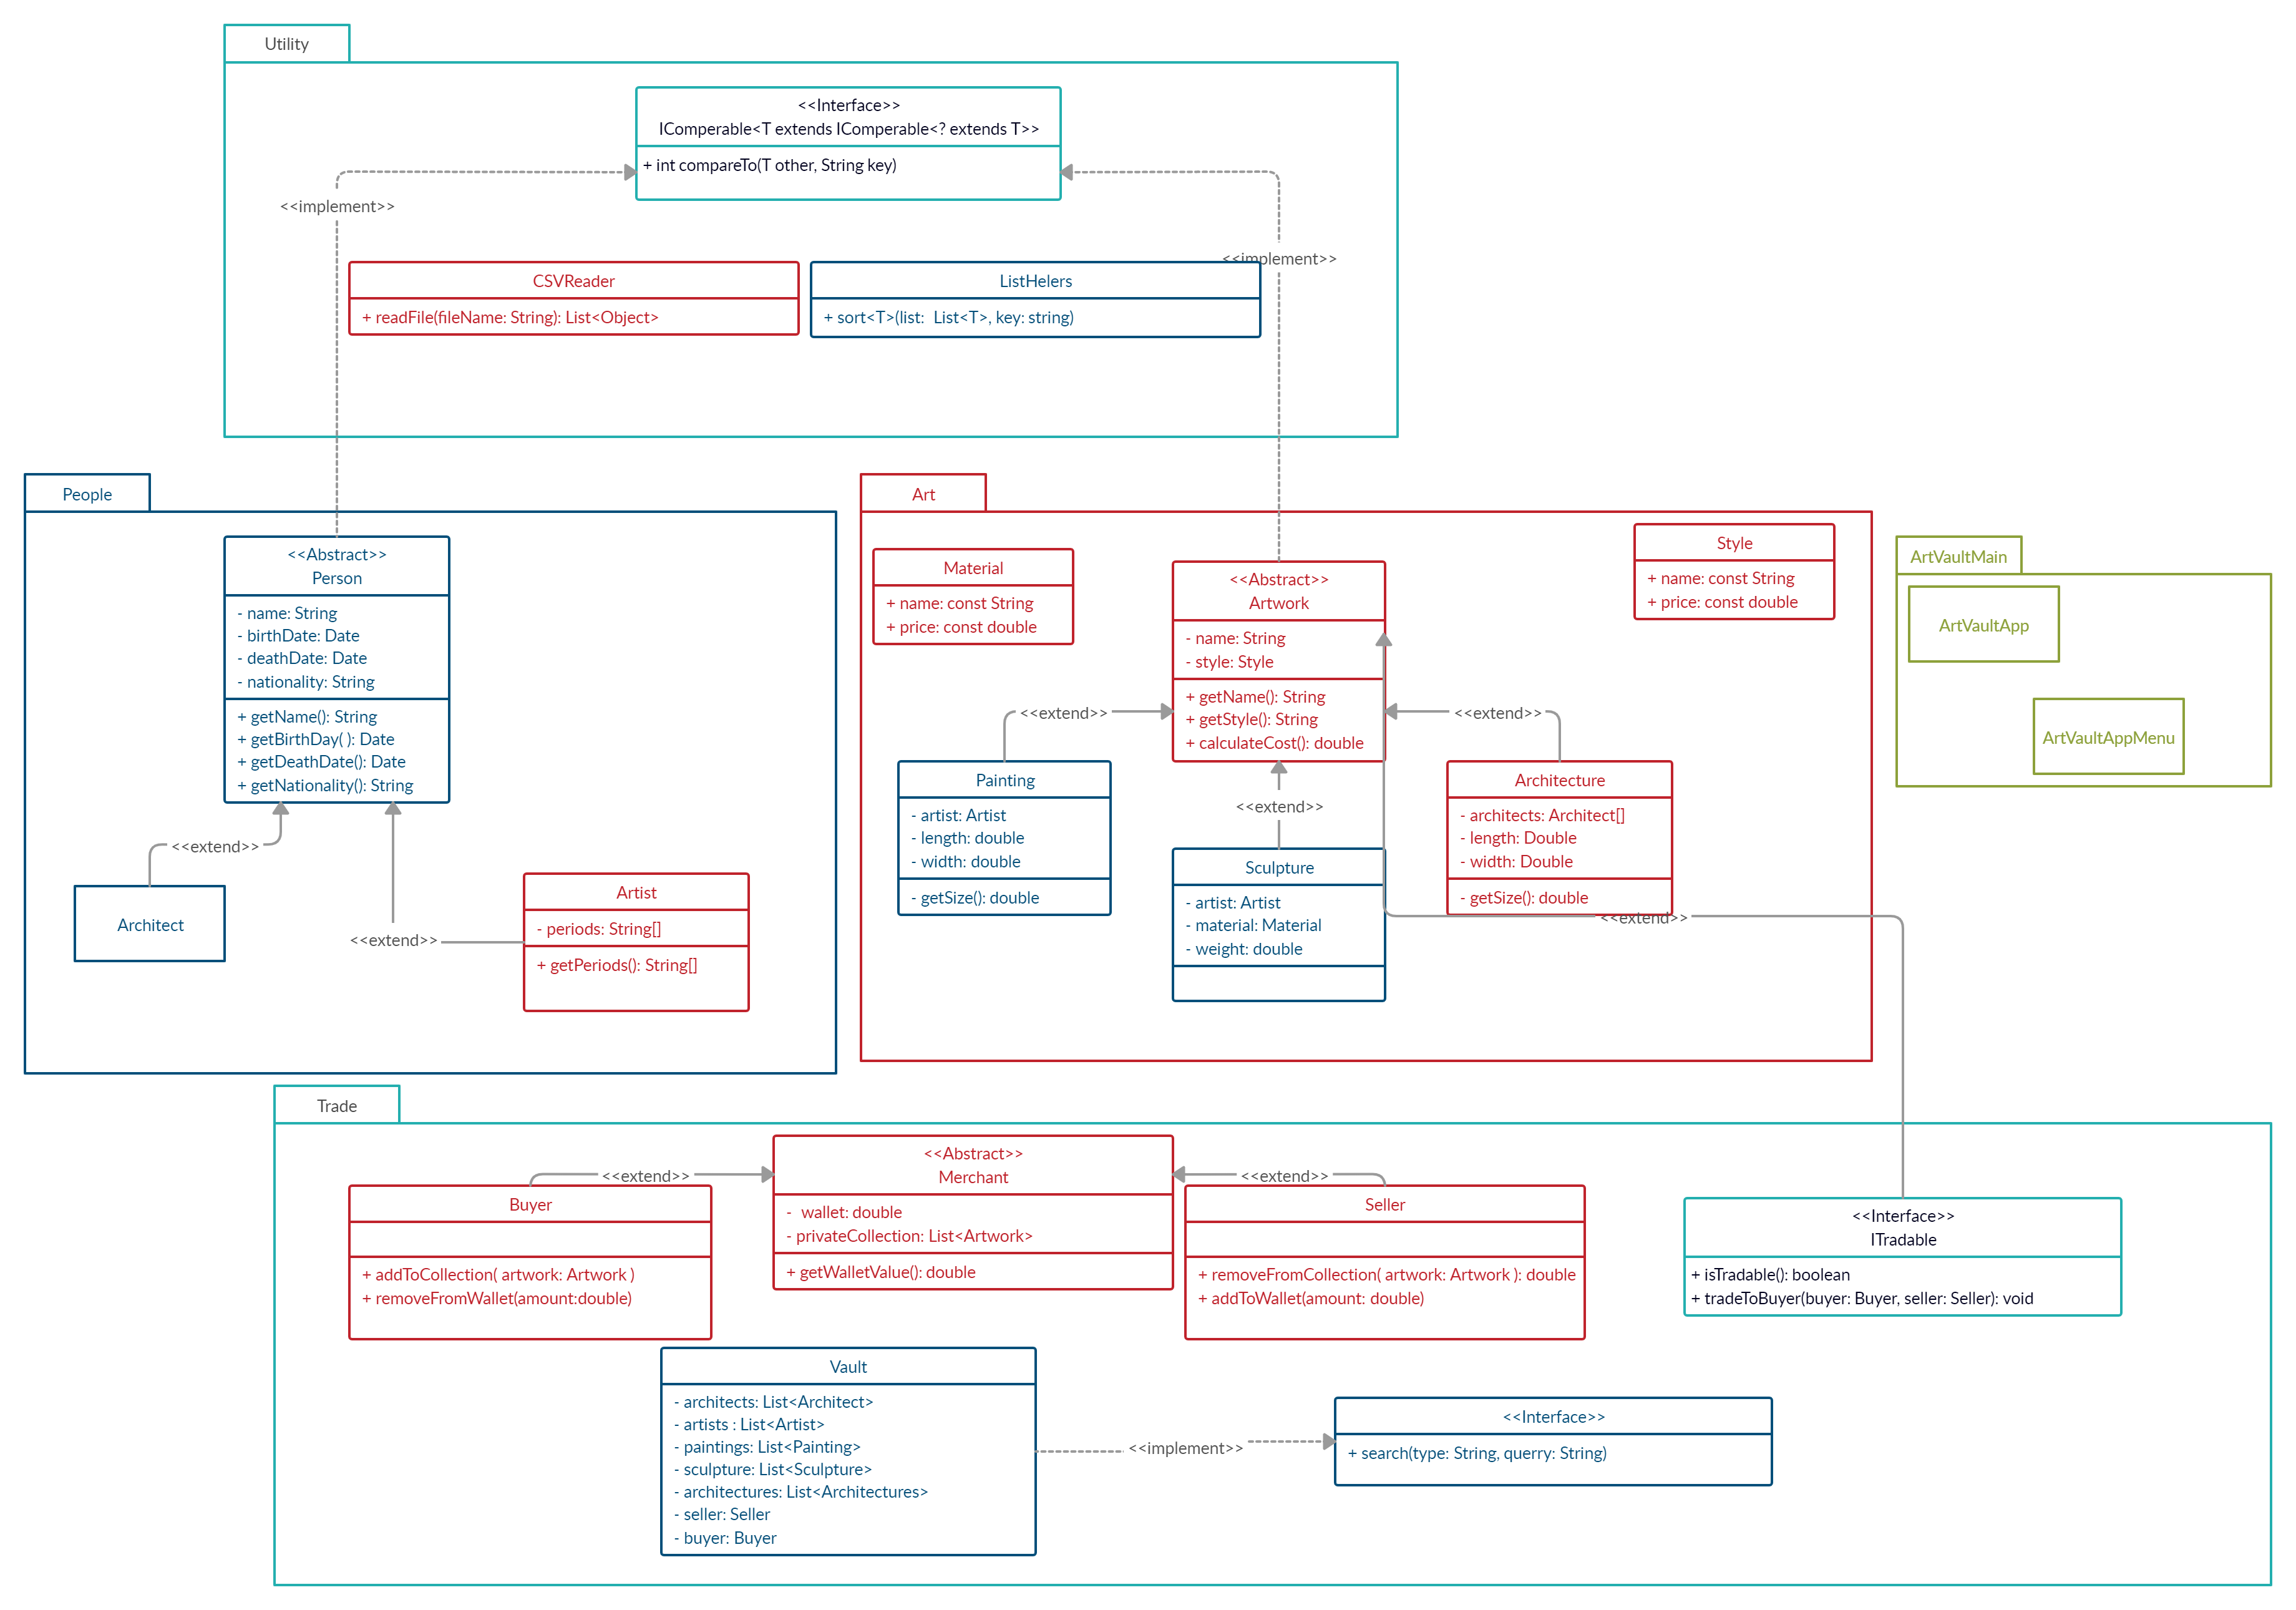 Utility
<<Interface>>
IComperable<T extends IComperable<? extends T>>
+ int compareTo(T other, String key)
<<implement>>
<<implement>>
CSVReader
+ readFile(fileName: String): List<Object>
ListHelers
+ sort<T>(list:  List<T>, key: string)
People
<<Abstract>>
Person
- name: String
- birthDate: Date
- deathDate: Date
- nationality: String
+ getName(): String
+ getBirthDay( ): Date
+ getDeathDate(): Date
+ getNationality(): String
<<extend>>
Architect
<<extend>>
Artist
- periods: String[]
+ getPeriods(): String[]
Art
Material
+ name: const String
+ price: const double
<<Abstract>>
Artwork
- name: String
- style: Style
+ getName(): String
+ getStyle(): String
+ calculateCost(): double
Style
+ name: const String
+ price: const double
<<extend>>
<<extend>>
Painting
- artist: Artist
- length: double
- width: double
- getSize(): double
<<extend>>
Sculpture
- artist: Artist
- material: Material
- weight: double
Architecture
- architects: Architect[]
- length: Double
- width: Double
- getSize(): double
<<extend>>
ArtVaultMain
ArtVaultApp
ArtVaultAppMenu
Trade
<<Abstract>>
Merchant
-  wallet: double
- privateCollection: List<Artwork>
+ getWalletValue(): double
<<extend>>
<<extend>>
Buyer
+ addToCollection( artwork: Artwork )
+ removeFromWallet(amount:double)
Seller
+ removeFromCollection( artwork: Artwork ): double
+ addToWallet(amount: double)
<<Interface>>
ITradable
+ isTradable(): boolean
+ tradeToBuyer(buyer: Buyer, seller: Seller): void
Vault
- architects: List<Architect>
- artists : List<Artist>
- paintings: List<Painting>
- sculpture: List<Sculpture>
- architectures: List<Architectures>
- seller: Seller
- buyer: Buyer
<<implement>>
<<Interface>>
+ search(type: String, querry: String)